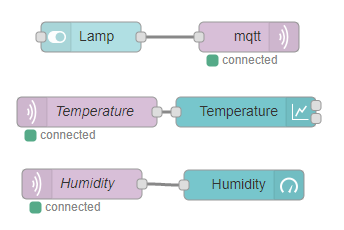 Lamp
mqtt
connected
Temperature
Temperature
connected
Humidity
Humidity
connected